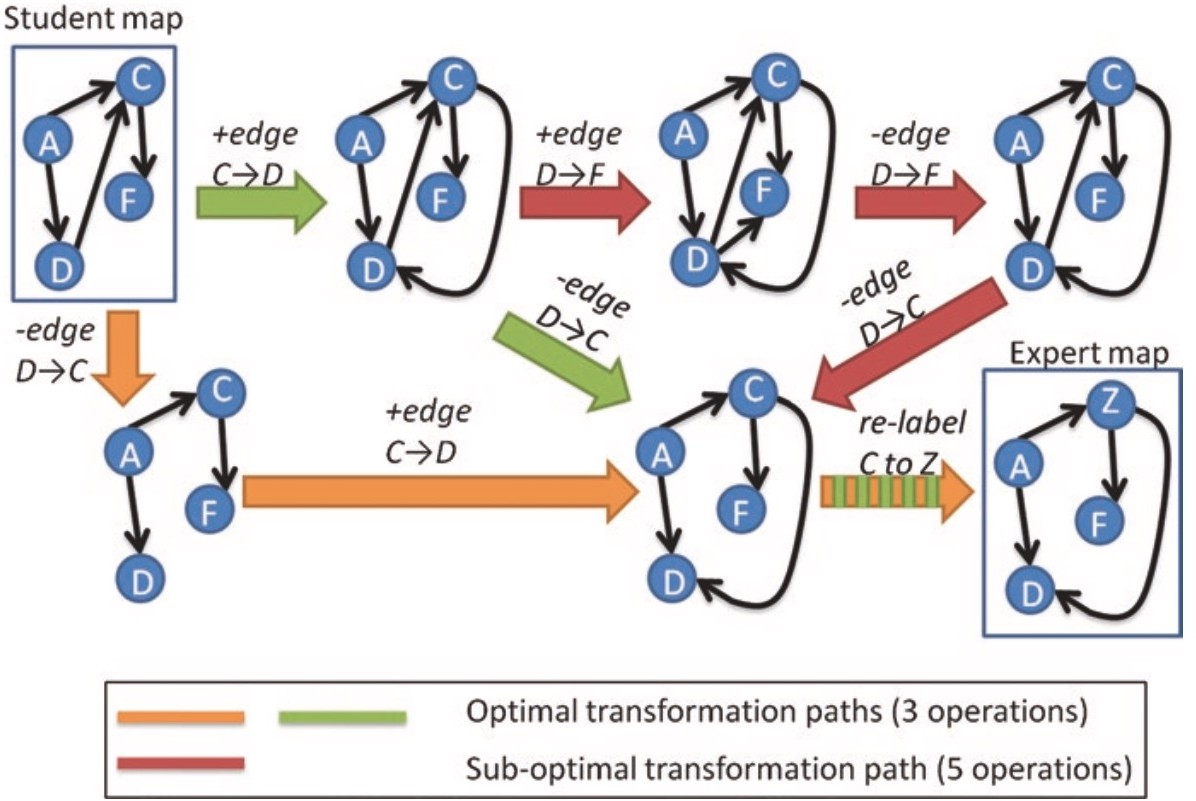 Student map
C
A
F
D
+edge
C→D
C
A
F
D
+edge
D→F
C
A
F
D
-edge
D→F
C
A
F
D
-edge
D→C
-edge
D→C
-edge
D→C
C
A
F
D
+edge
C→D
C
A
F
D
re-label
C to Z
Expert map
Z
A
F
D
Optimal transformation paths (3 operations)
Sub-optimal transformation path (5 operations)